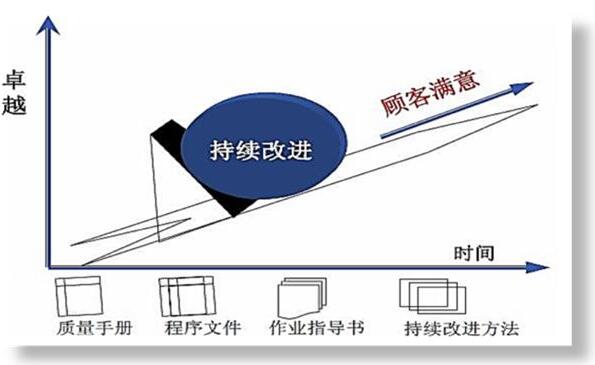 卓越
持续改进
顾客满意
时间
质量手册
程序文件
作业指导书
持续改进方法